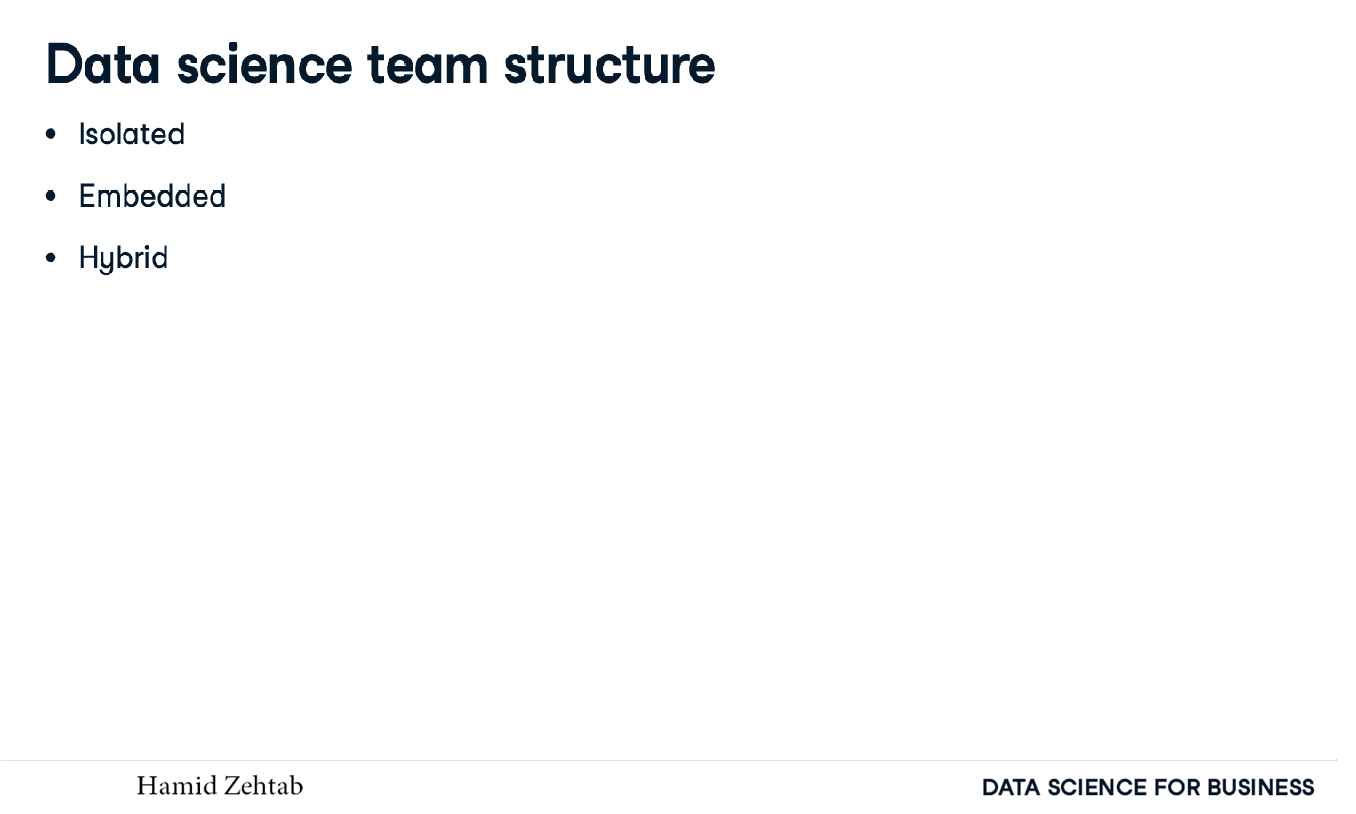 Data science team structure
• Isolated
• Embedded
• Hybrid
Hamid Zehtab
DATA SCIENCE FOR BUSINESS